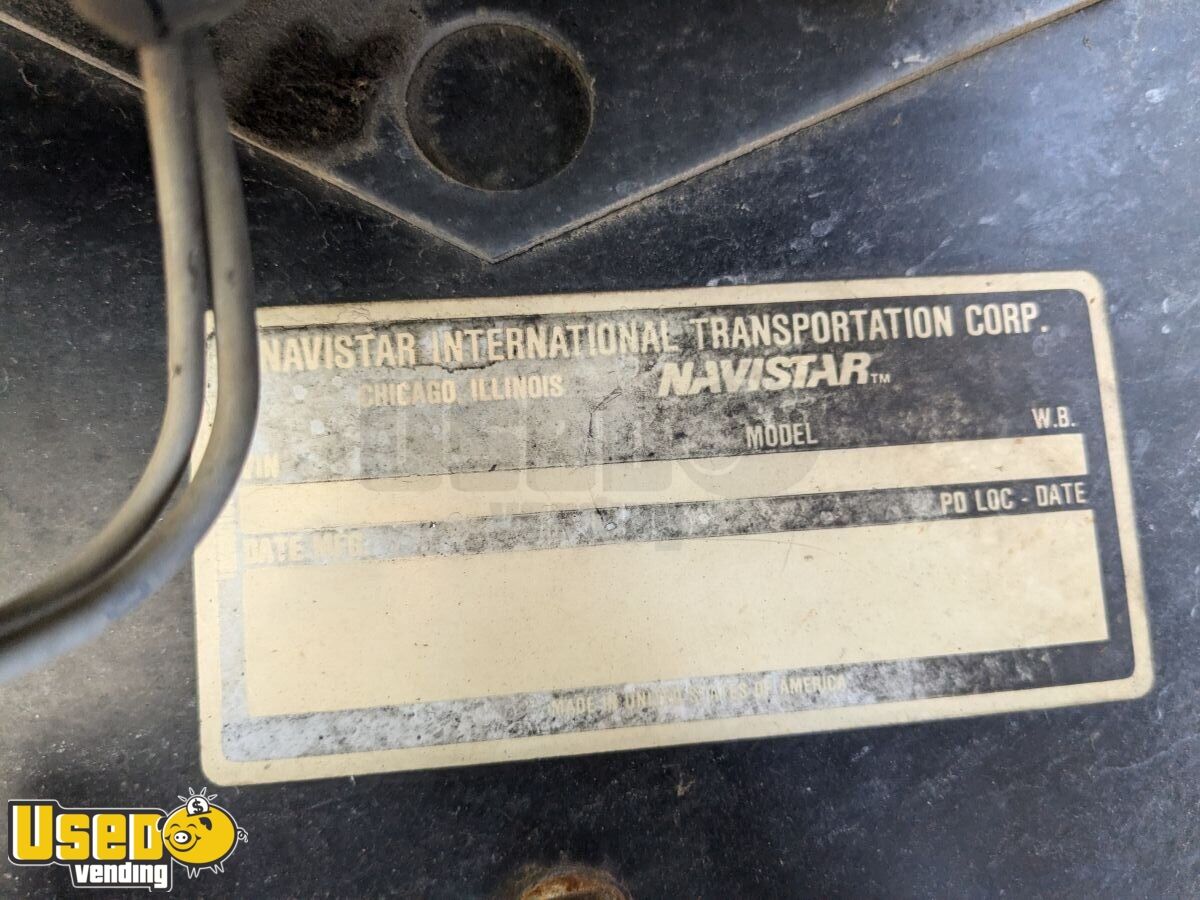 NAVISTAR INTERNATIONAL TRANSPORTATION CORP.
CHICAGO, ILLINOIS NAVISTAR™
VIN MODEL W.B.
DATE MFG. PD LOC - DATE
MADE IN UNITED STATES OF AMERICA
USED
vending
$